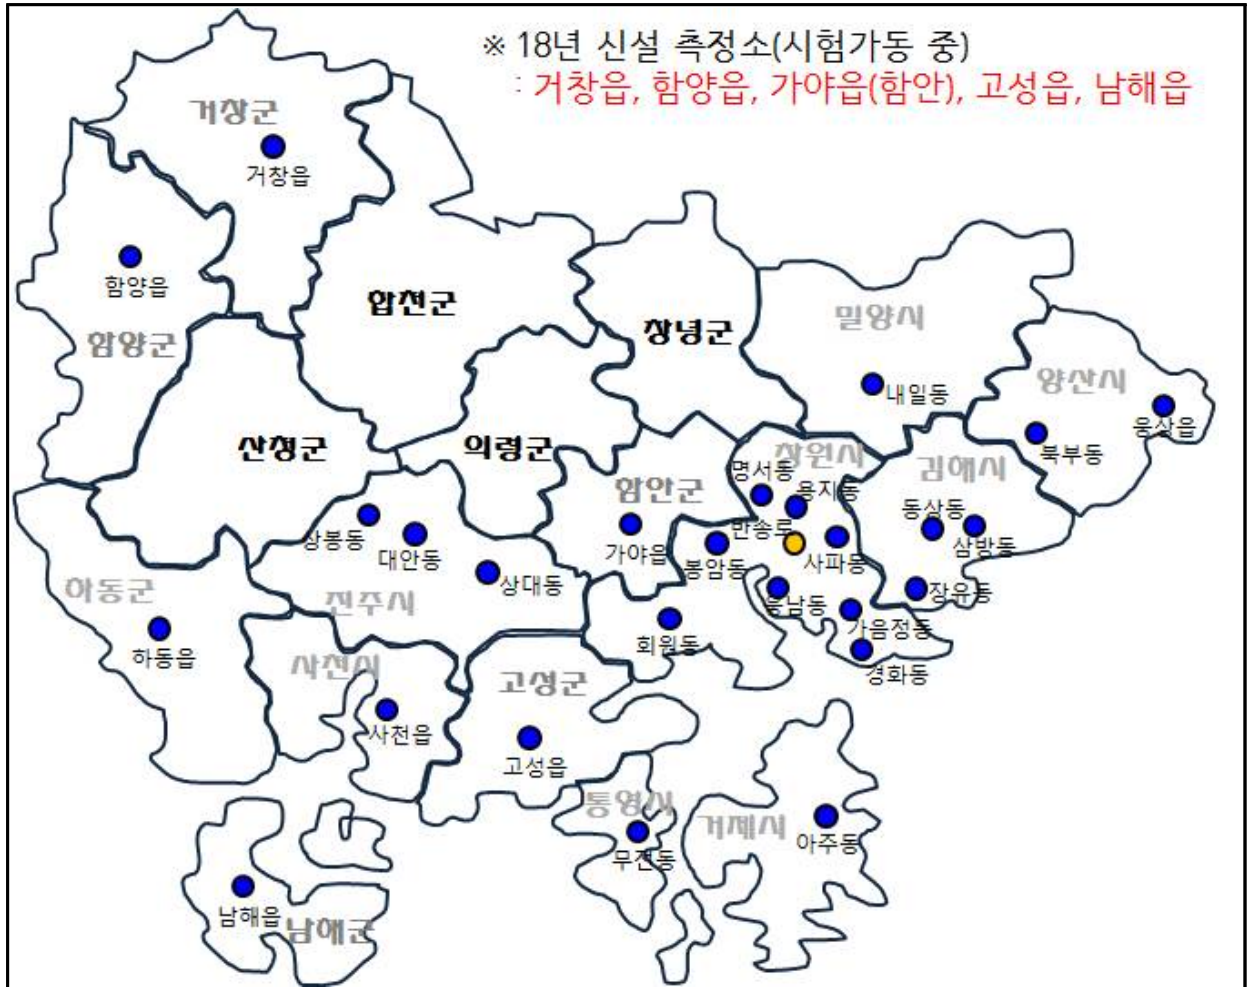 ※ 18년 신설 측정소(시험가동 중)
: 거창읍, 함양읍, 가야읍(함안), 고성읍, 남해읍
거창군
거창읍
함양읍
함양군
합천군
창녕군
밀양시
내일동
양산시
웅상읍
북부동
산청군
의령군
함안군
가야읍
창원시
명서동
용지동
반송로
봉암동
사파동
웅남동
가음정동
경화동
회원동
김해시
동상동
삼방동
장유동
상봉동
대안동
상대동
진주시
하동군
하동읍
사천시
사천읍
고성군
고성읍
통영시
무전동
거제시
아주동
남해읍
남해군